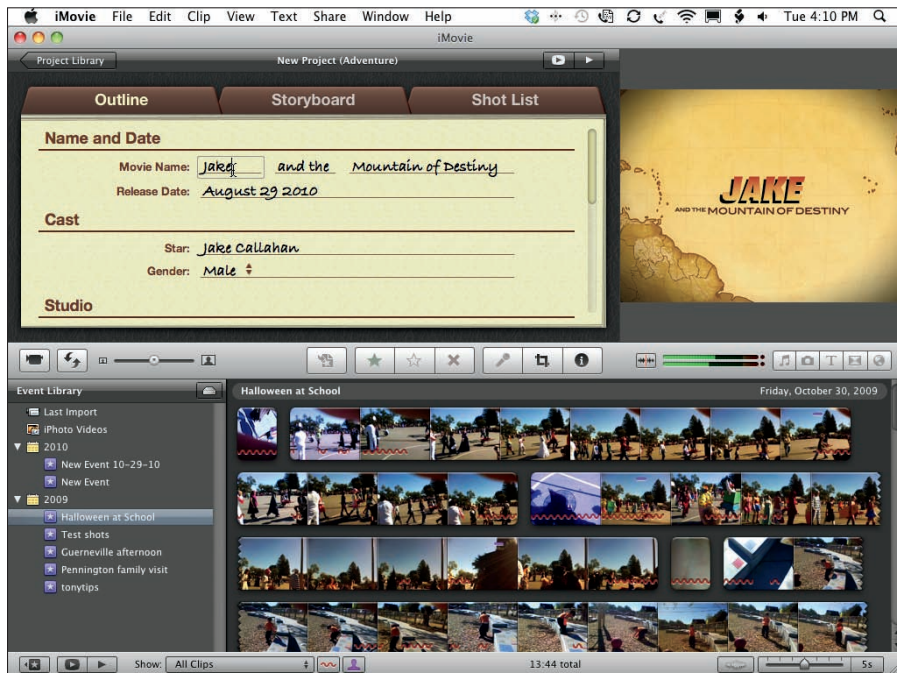 iMovie File Edit Clip View Text Share Window Help Tue 4:10 PM
iMovie
Project Library New Project (Adventure)
Outline Storyboard Shot List
Name and Date
Movie Name: Jake and the Mountain of Destiny
Release Date: August 29 2010
Cast
Star: Jake Callahan
Gender: Male
Studio
JAKE
AND THE MOUNTAIN OF DESTINY
Event Library Halloween at School Friday, October 30, 2009
Last Import
iPhoto Videos
2010
New Event 10-29-10
New Event
2009
Halloween at School
Test shots
Guerneville afternoon
Pennington family visit
tonytips
Show: All Clips 13:44 total 5s